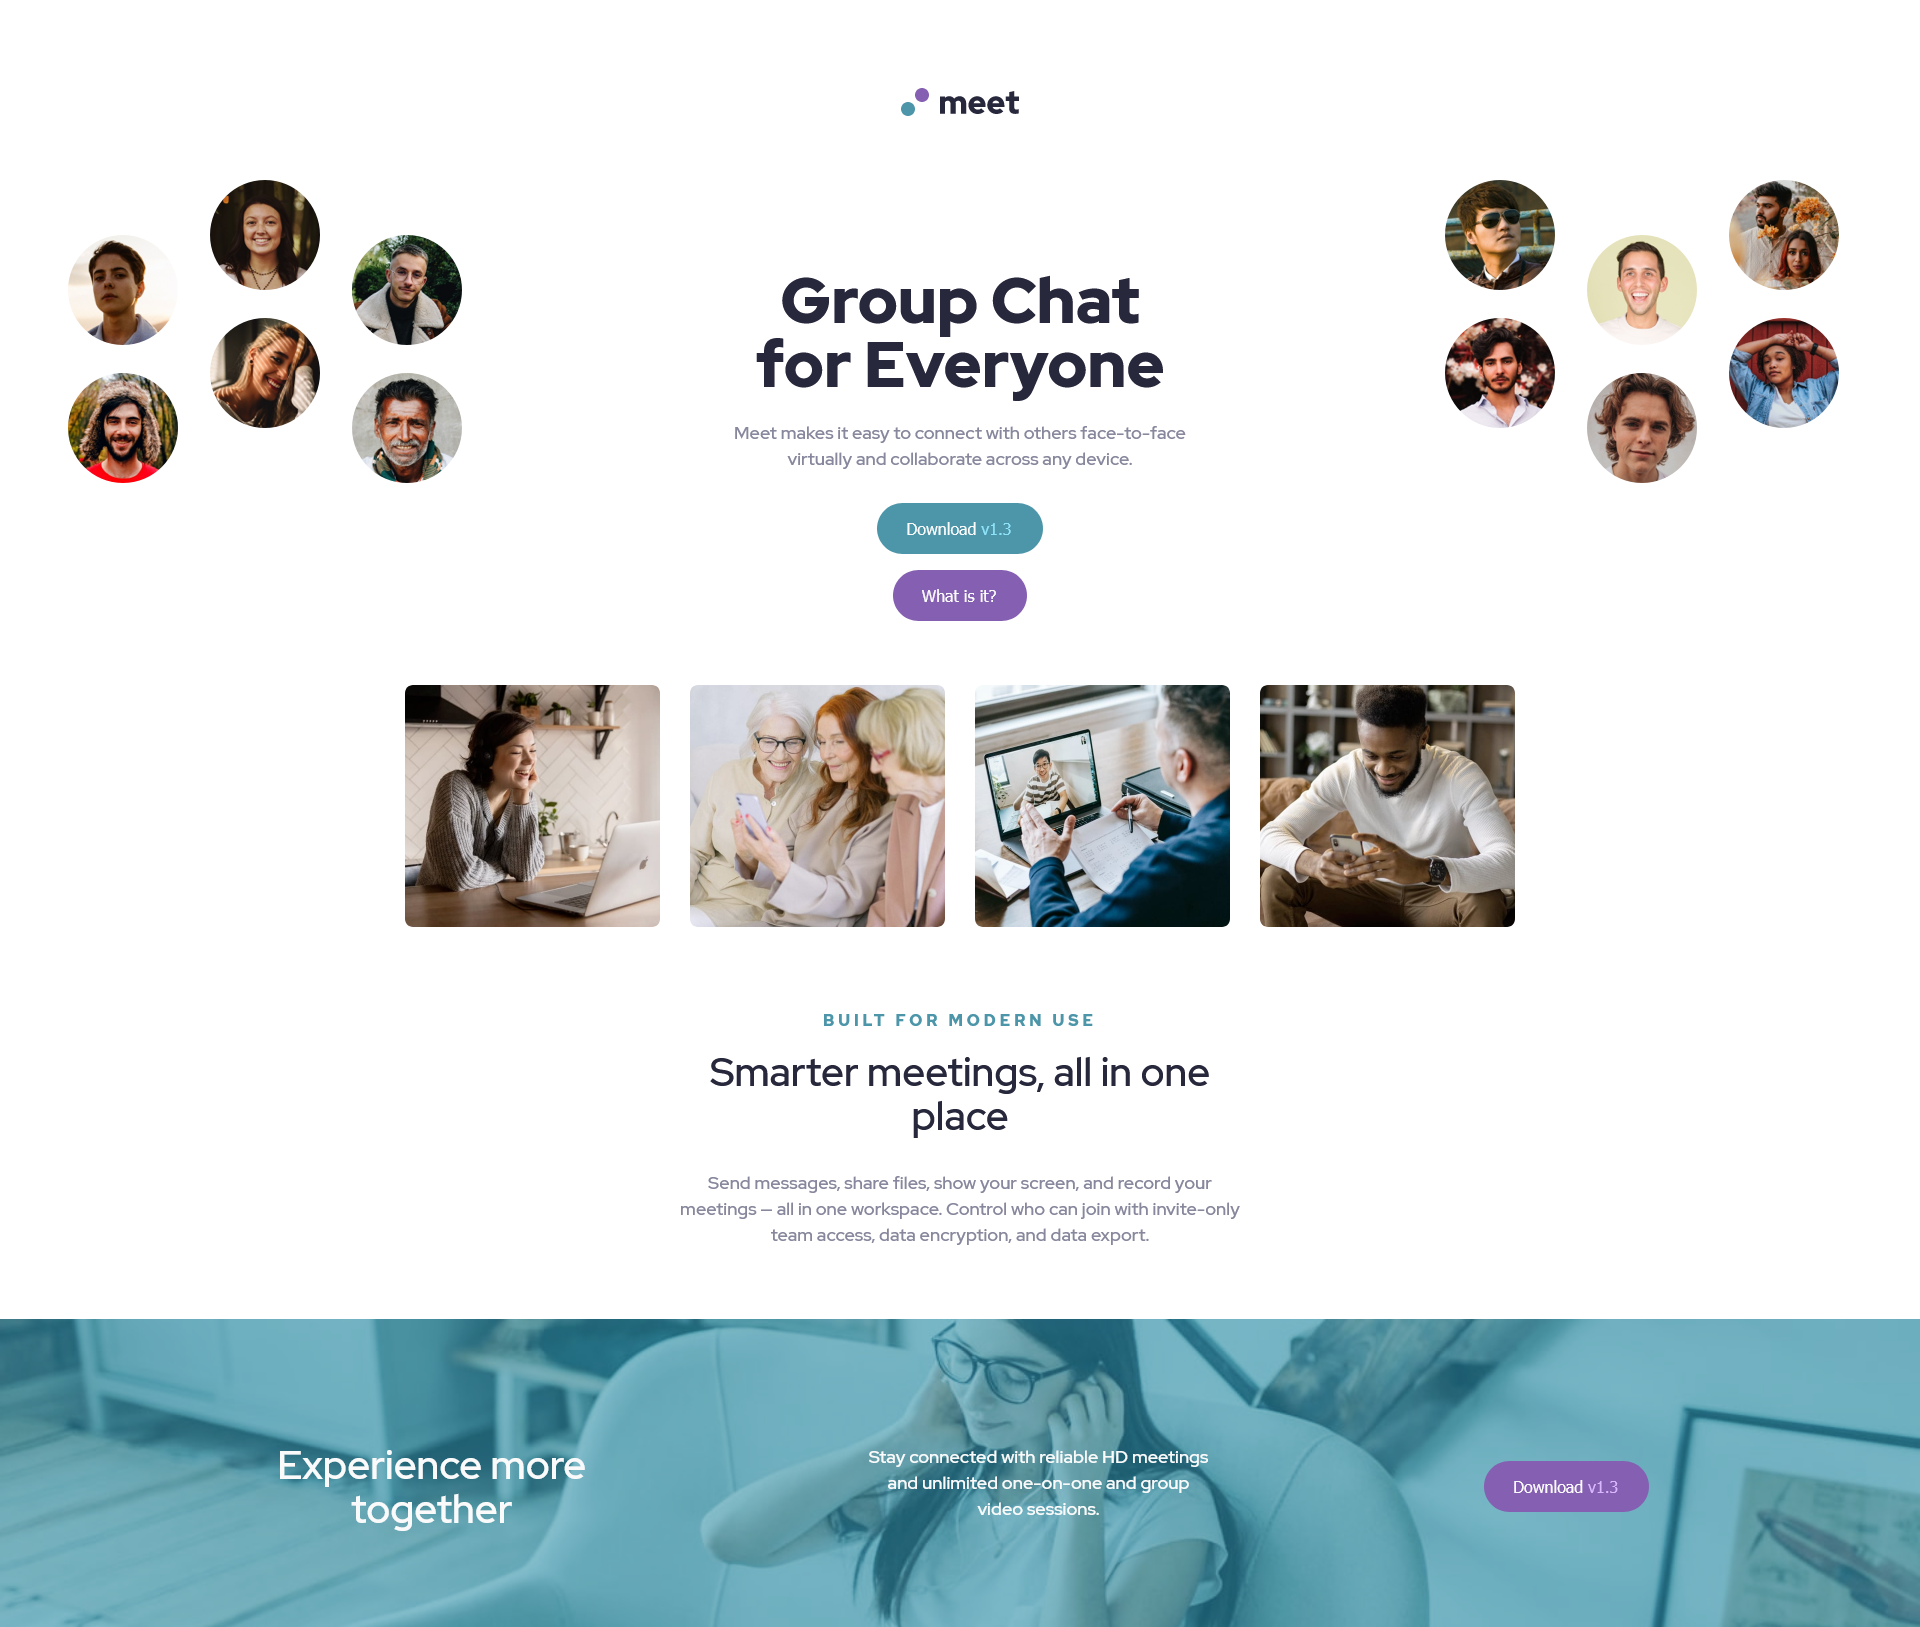 meet
Group Chat
for Everyone
Meet makes it easy to connect with others face-to-face
virtually and collaborate across any device.
Download v1.3
What is it?
BUILT FOR MODERN USE
Smarter meetings, all in one
place
Send messages, share files, show your screen, and record your
meetings — all in one workspace. Control who can join with invite-only
team access, data encryption, and data export.
Experience more
together
Stay connected with reliable HD meetings
and unlimited one-on-one and group
video sessions.
Download v1.3